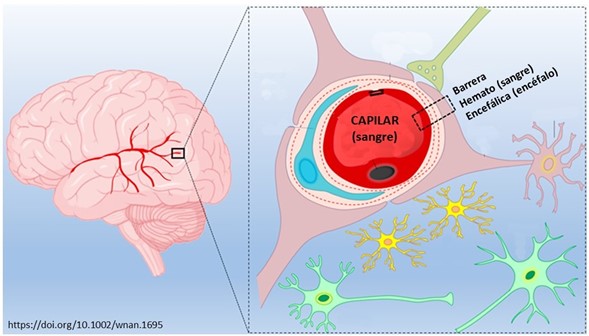 Barrera
Hemato (sangre)
Encefálica (encéfalo)
CAPILAR
(sangre)
https://doi.org/10.1002/wnan.1695